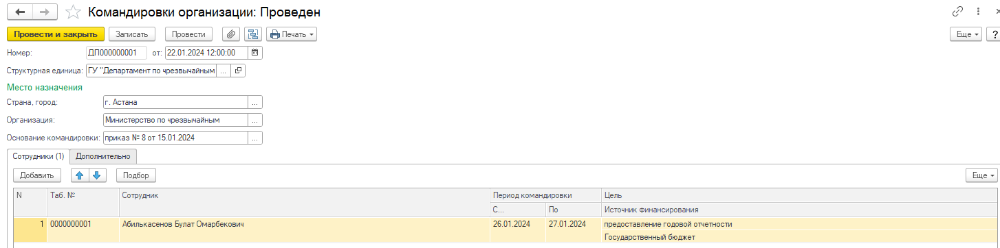 Командировки организации: Проведен
Провести и закрыть Записать Провести Печать Еще ?
Номер: ДП000000001 от: 22.01.2024 12:00:00
Структурная единица: ГУ "Департамент по чрезвычайным ...
Место назначения
Страна, город: г. Астана ...
Организация: Министерство по чрезвычайным ...
Основание командировки: приказ № 8 от 15.01.2024 ...
Сотрудники (1) Дополнительно
Добавить Подбор Еще
N Таб. № Сотрудник Период командировки Цель
С... По Источник финансирования
1 0000000001 Абилькасенов Булат Омарбекович 26.01.2024 27.01.2024 предоставление годовой отчетности
Государственный бюджет